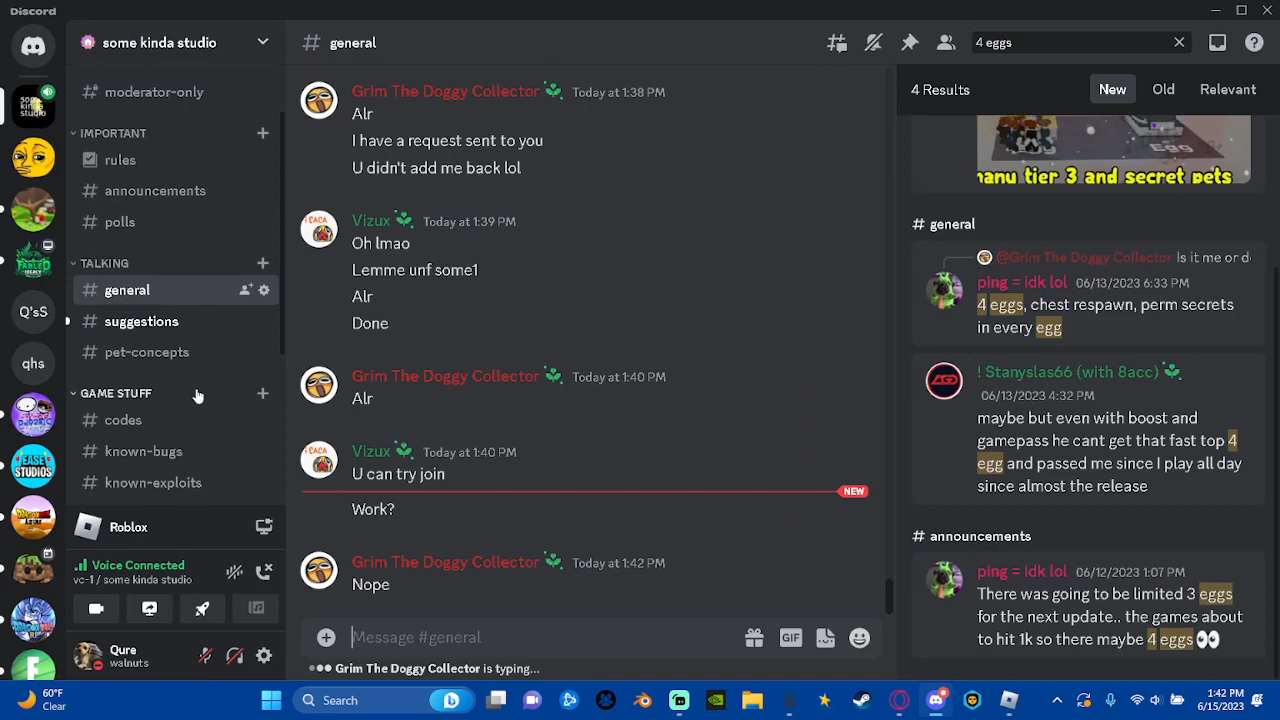 Discord
some kinda studio
general
4 eggs
moderator-only
IMPORTANT
rules
announcements
polls
TALKING
general
suggestions
pet-concepts
GAME STUFF
codes
known-bugs
known-exploits
Roblox
Voice Connected
vc-1 / some kinda studio
Qure
walnuts
some
kinda
studio
FABLED
LEGACY
Q'sS
qhs
EASE
STUDIOS
Grim The Doggy Collector Today at 1:38 PM
Alr
I have a request sent to you
U didn't add me back lol
Vizux Today at 1:39 PM
Oh lmao
Lemme unf some1
Alr
Done
Grim The Doggy Collector Today at 1:40 PM
Alr
Vizux Today at 1:40 PM
U can try join
NEW
Work?
Grim The Doggy Collector Today at 1:42 PM
Nope
Message #general
GIF
Grim The Doggy Collector is typing...
4 Results
New
Old
Relevant
Egg
manu tier 3 and secret pets
general
@Grim The Doggy Collector Is it me or d
ping = idk lol 06/13/2023 6:33 PM
4 eggs, chest respawn, perm secrets
in every egg
! Stanyslas66 (with 8acc)
06/13/2023 4:32 PM
maybe but even with boost and
gamepass he cant get that fast top 4
egg and passed me since I play all day
since almost the release
announcements
ping = idk lol 06/12/2023 1:07 PM
There was going to be limited 3 eggs
for the next update.. the games about
to hit 1k so there maybe 4 eggs 👀
60°F
Clear
Search
1:42 PM
6/15/2023